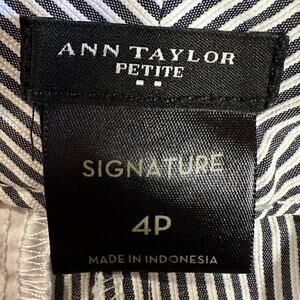 ANN TAYLOR
PETITE
SIGNATURE
4P
MADE IN INDONESIA